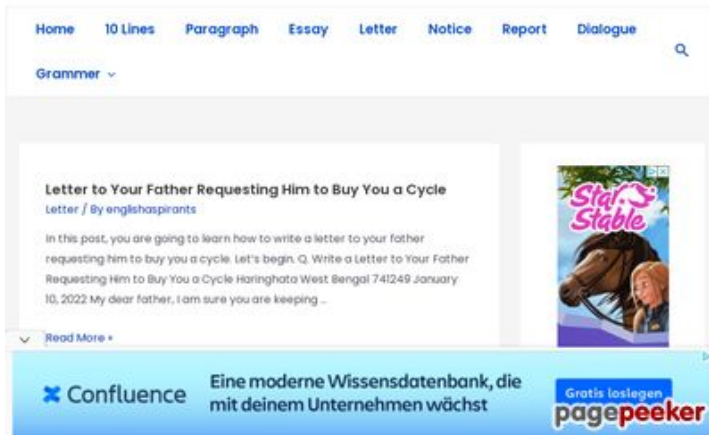 Home 10 Lines Paragraph Essay Letter Notice Report Dialogue
Grammer
Letter to Your Father Requesting Him to Buy You a Cycle
Letter / By englishaspirants
In this post, you are going to learn how to write a letter to your father
requesting him to buy you a cycle. Let's begin. Q. Write a Letter to Your Father
Requesting Him to Buy You a Cycle Haringhata West Bengal 741249 January
10, 2022 My dear father, I am sure you are keeping ...
Read More »
Star
Stable
Confluence
Eine moderne Wissensdatenbank, die
mit deinem Unternehmen wächst
Gratis loslegen
pagepeeker